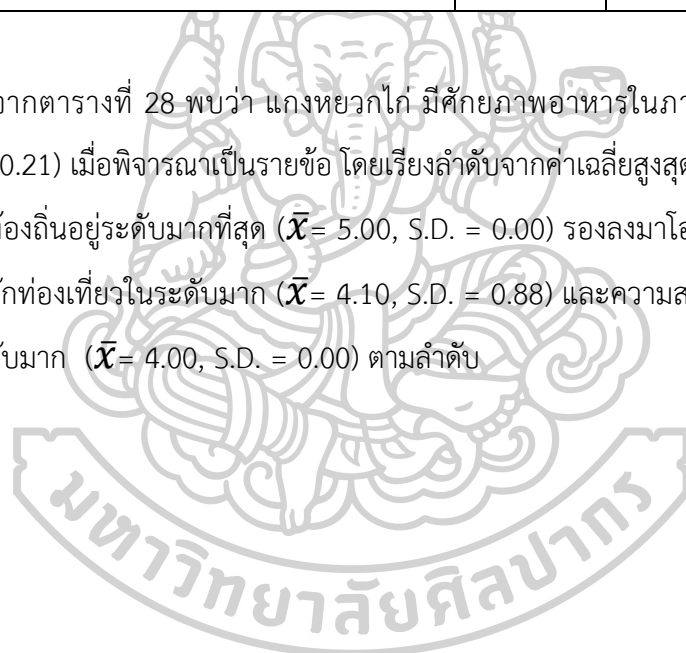 จากตารางที่ 28 พบว่า แกงหยวกไก่ มีศักยภาพอาหารในภา
0.21) เมื่อพิจารณาเป็นรายข้อ โดยเรียงลำดับจากค่าเฉลี่ยสูงสุด
ท้องถิ่นอยู่ระดับมากที่สุด (x̄= 5.00, S.D. = 0.00) รองลงมาโอ
นักท่องเที่ยวในระดับมาก (x̄= 4.10, S.D. = 0.88) และความส
ดับมาก (x̄= 4.00, S.D. = 0.00) ตามลำดับ
มหาวิทยาลัยศิลปากร